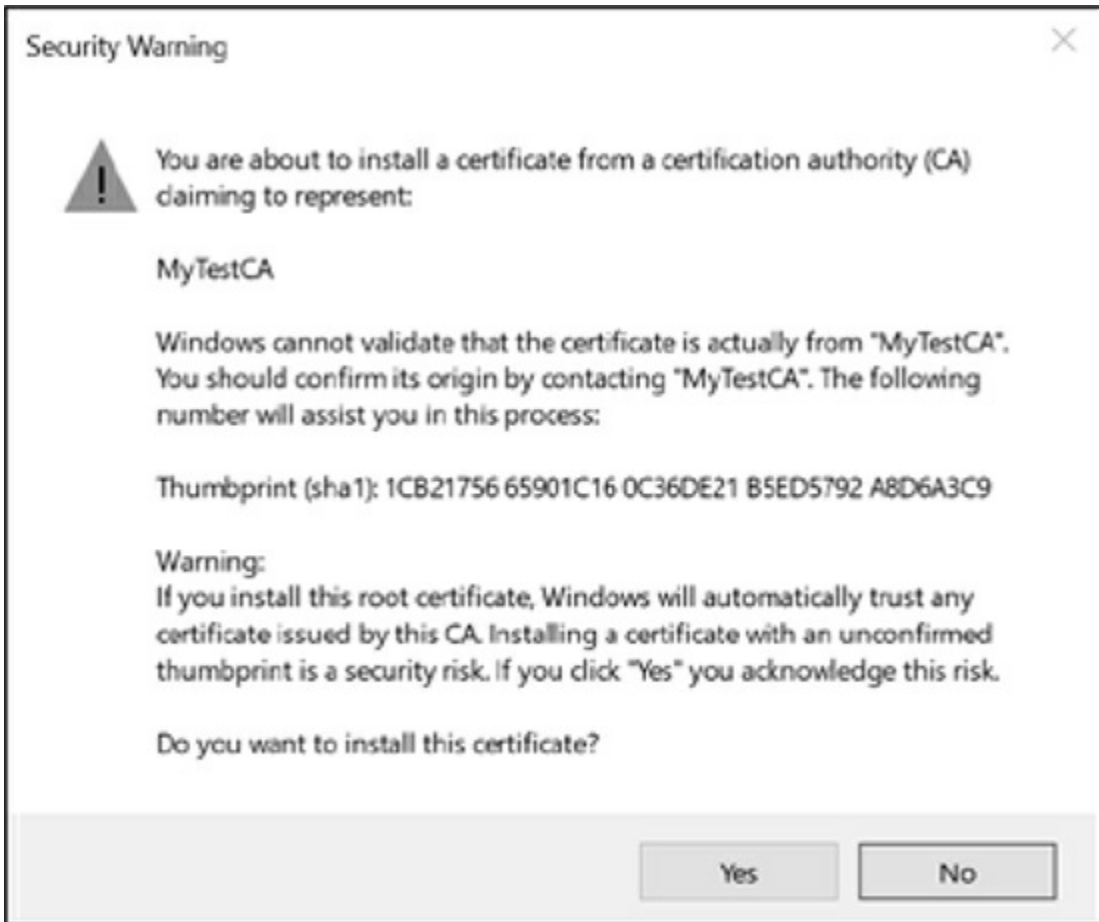 Security Warning
You are about to install a certificate from a certification authority (CA)
claiming to represent:
MyTestCA
Windows cannot validate that the certificate is actually from "MyTestCA".
You should confirm its origin by contacting "MyTestCA". The following
number will assist you in this process:
Thumbprint (sha1): 1CB21756 65901C16 0C36DE21 B5ED5792 A8D6A3C9
Warning:
If you install this root certificate, Windows will automatically trust any
certificate issued by this CA. Installing a certificate with an unconfirmed
thumbprint is a security risk. If you click "Yes" you acknowledge this risk.
Do you want to install this certificate?
Yes
No